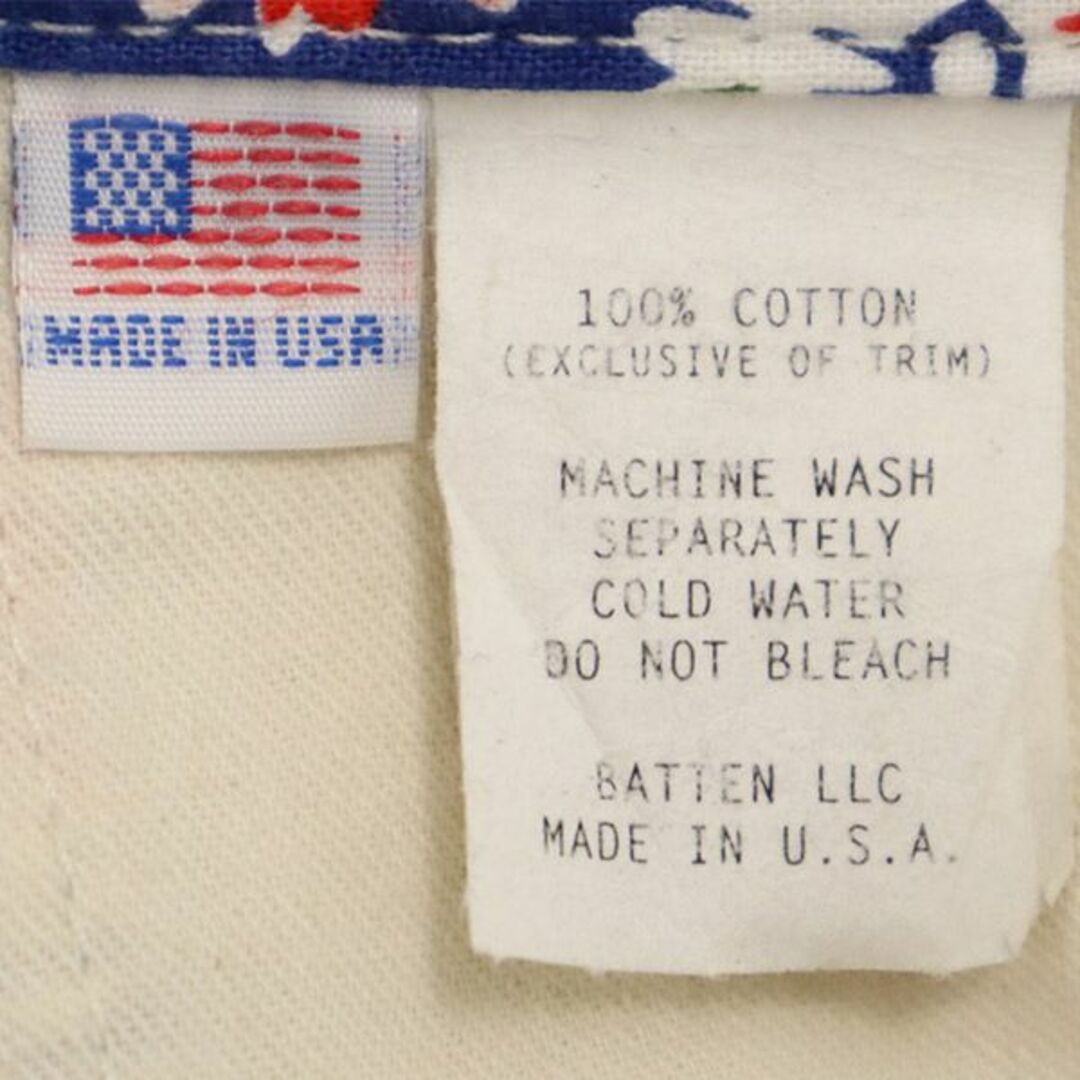 MADE IN USA
100% COTTON
(EXCLUSIVE OF TRIM)
MACHINE WASH
SEPARATELY
COLD WATER
DO NOT BLEACH
BATTEN LLC
MADE IN U.S.A.